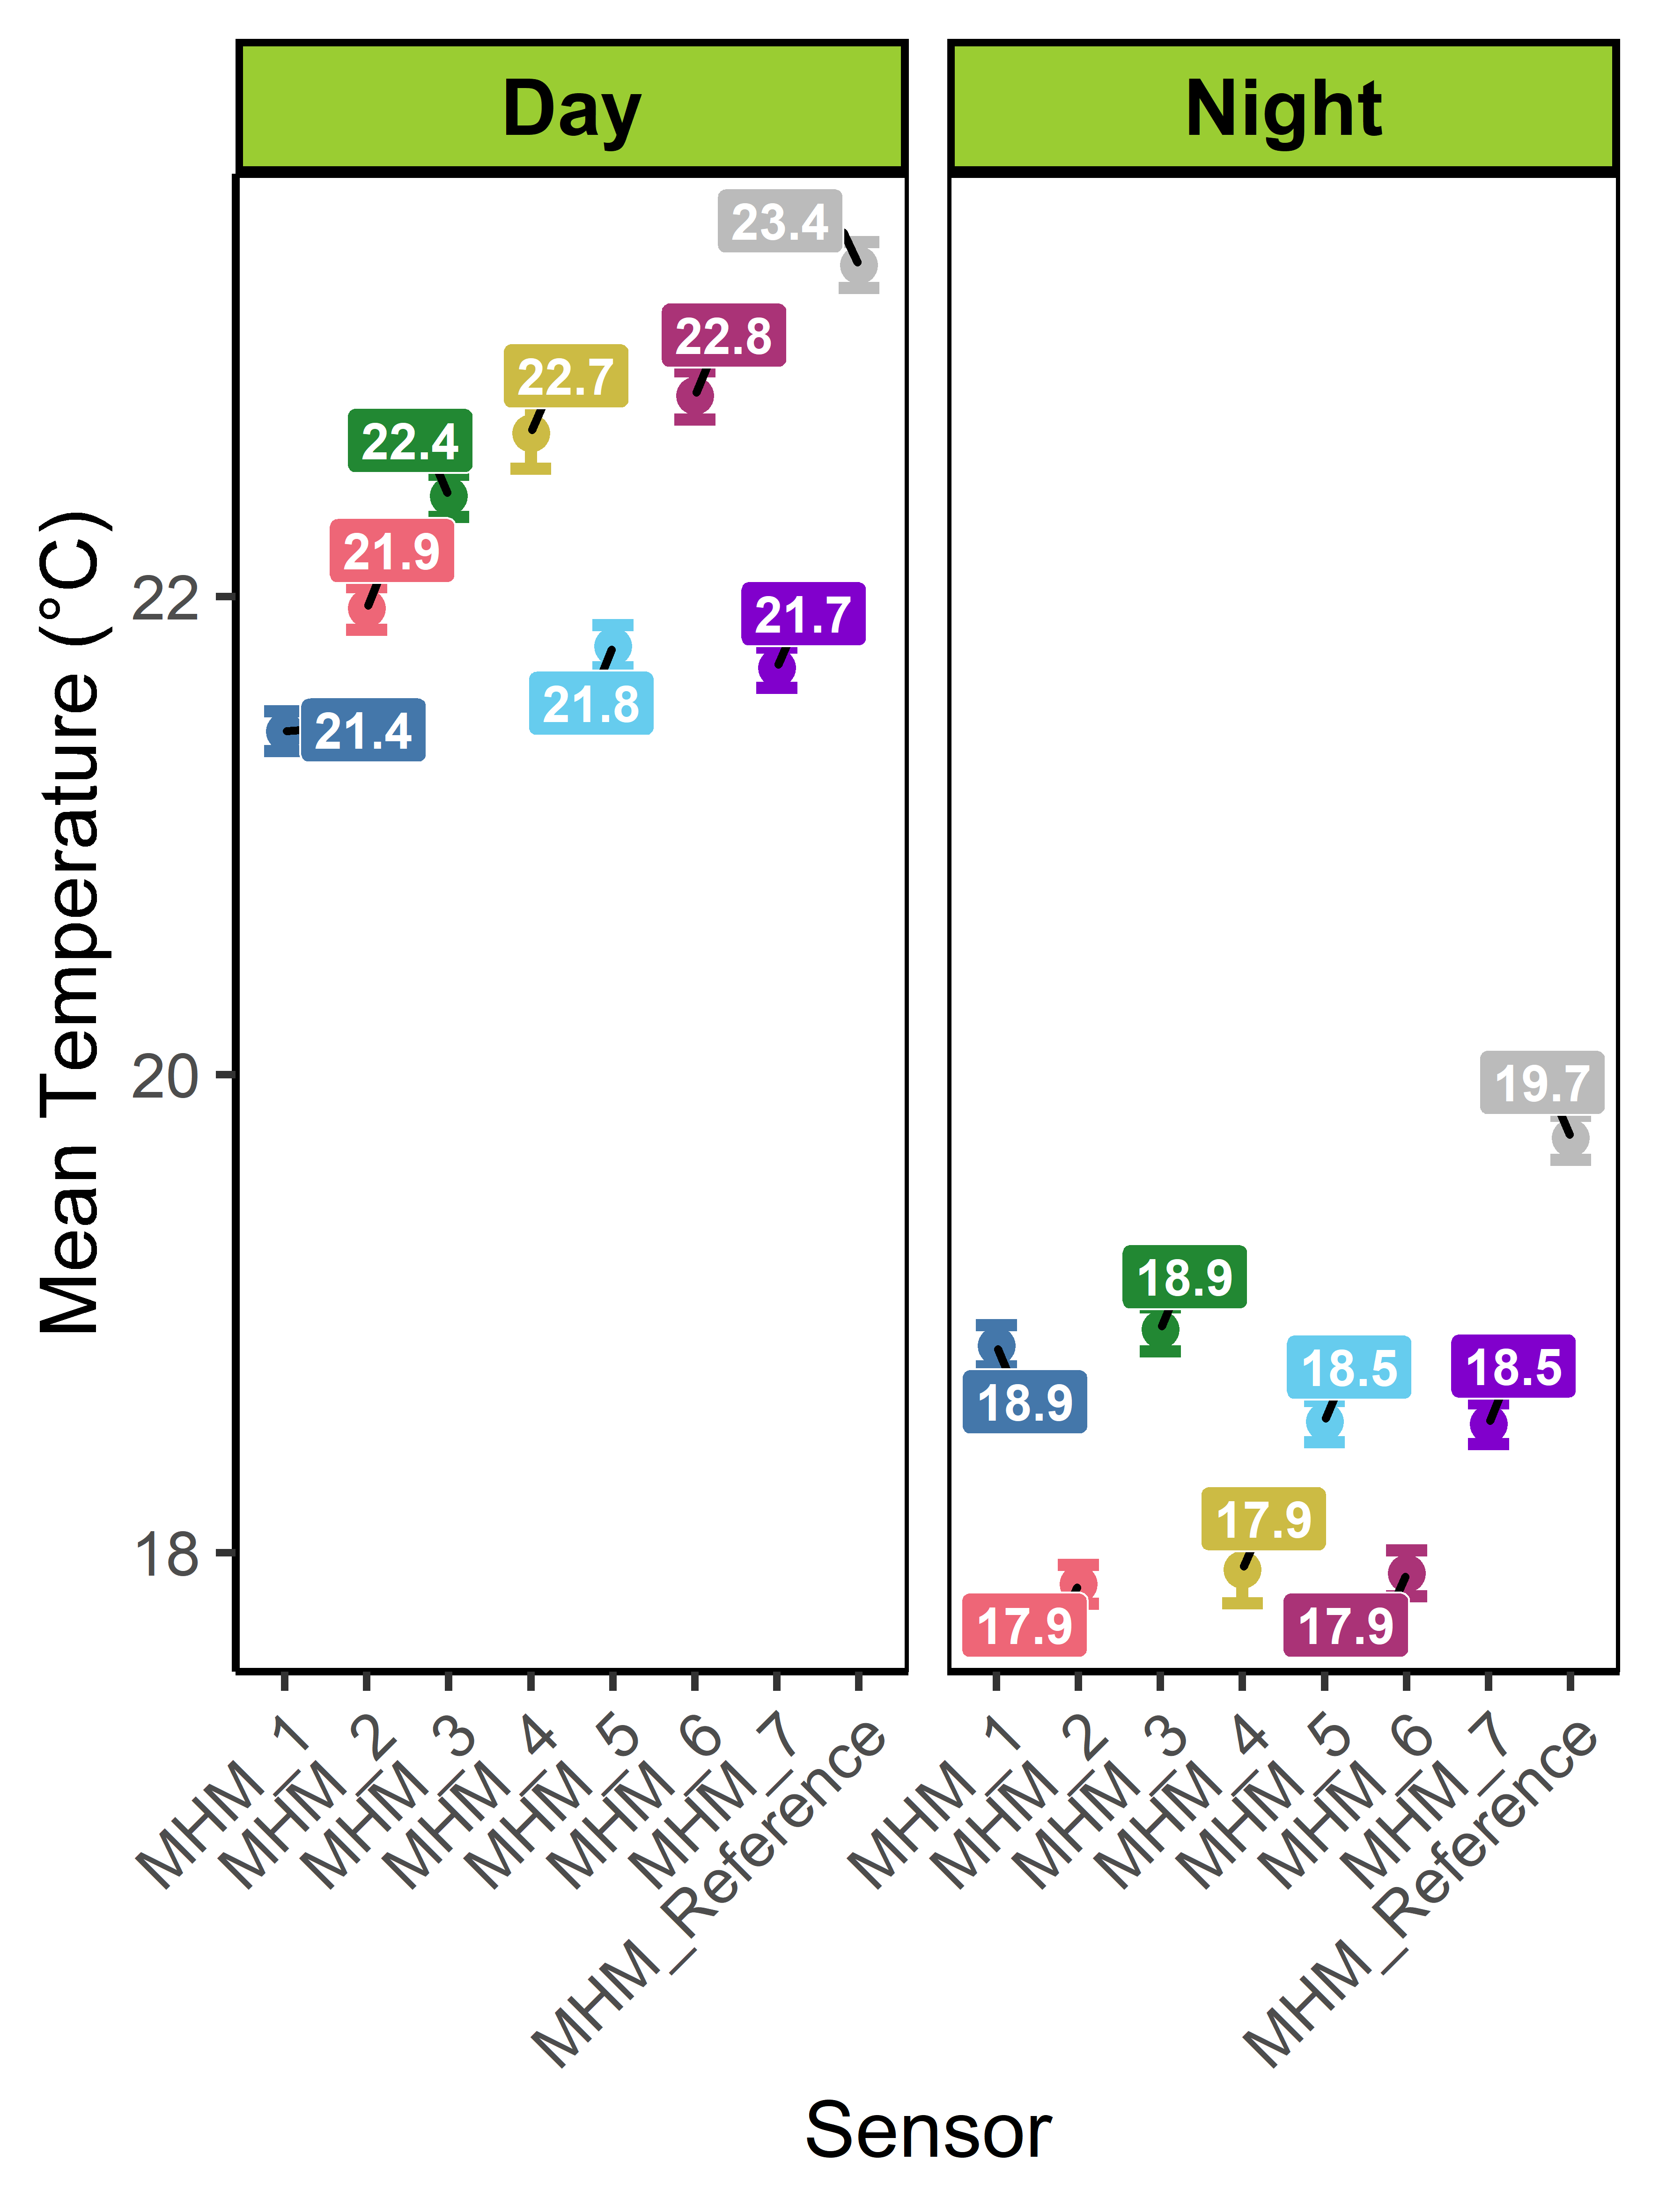 Day
Night
Mean Temperature (°C)
22
20
18
23.4
22.8
22.7
22.4
21.9
21.7
21.8
21.4
19.7
18.9
18.9
18.5
18.5
17.9
17.9
17.9
MHM_1
MHM_2
MHM_3
MHM_4
MHM_5
MHM_6
MHM_7
MHM_Reference
MHM_1
MHM_2
MHM_3
MHM_4
MHM_5
MHM_6
MHM_7
MHM_Reference
Sensor